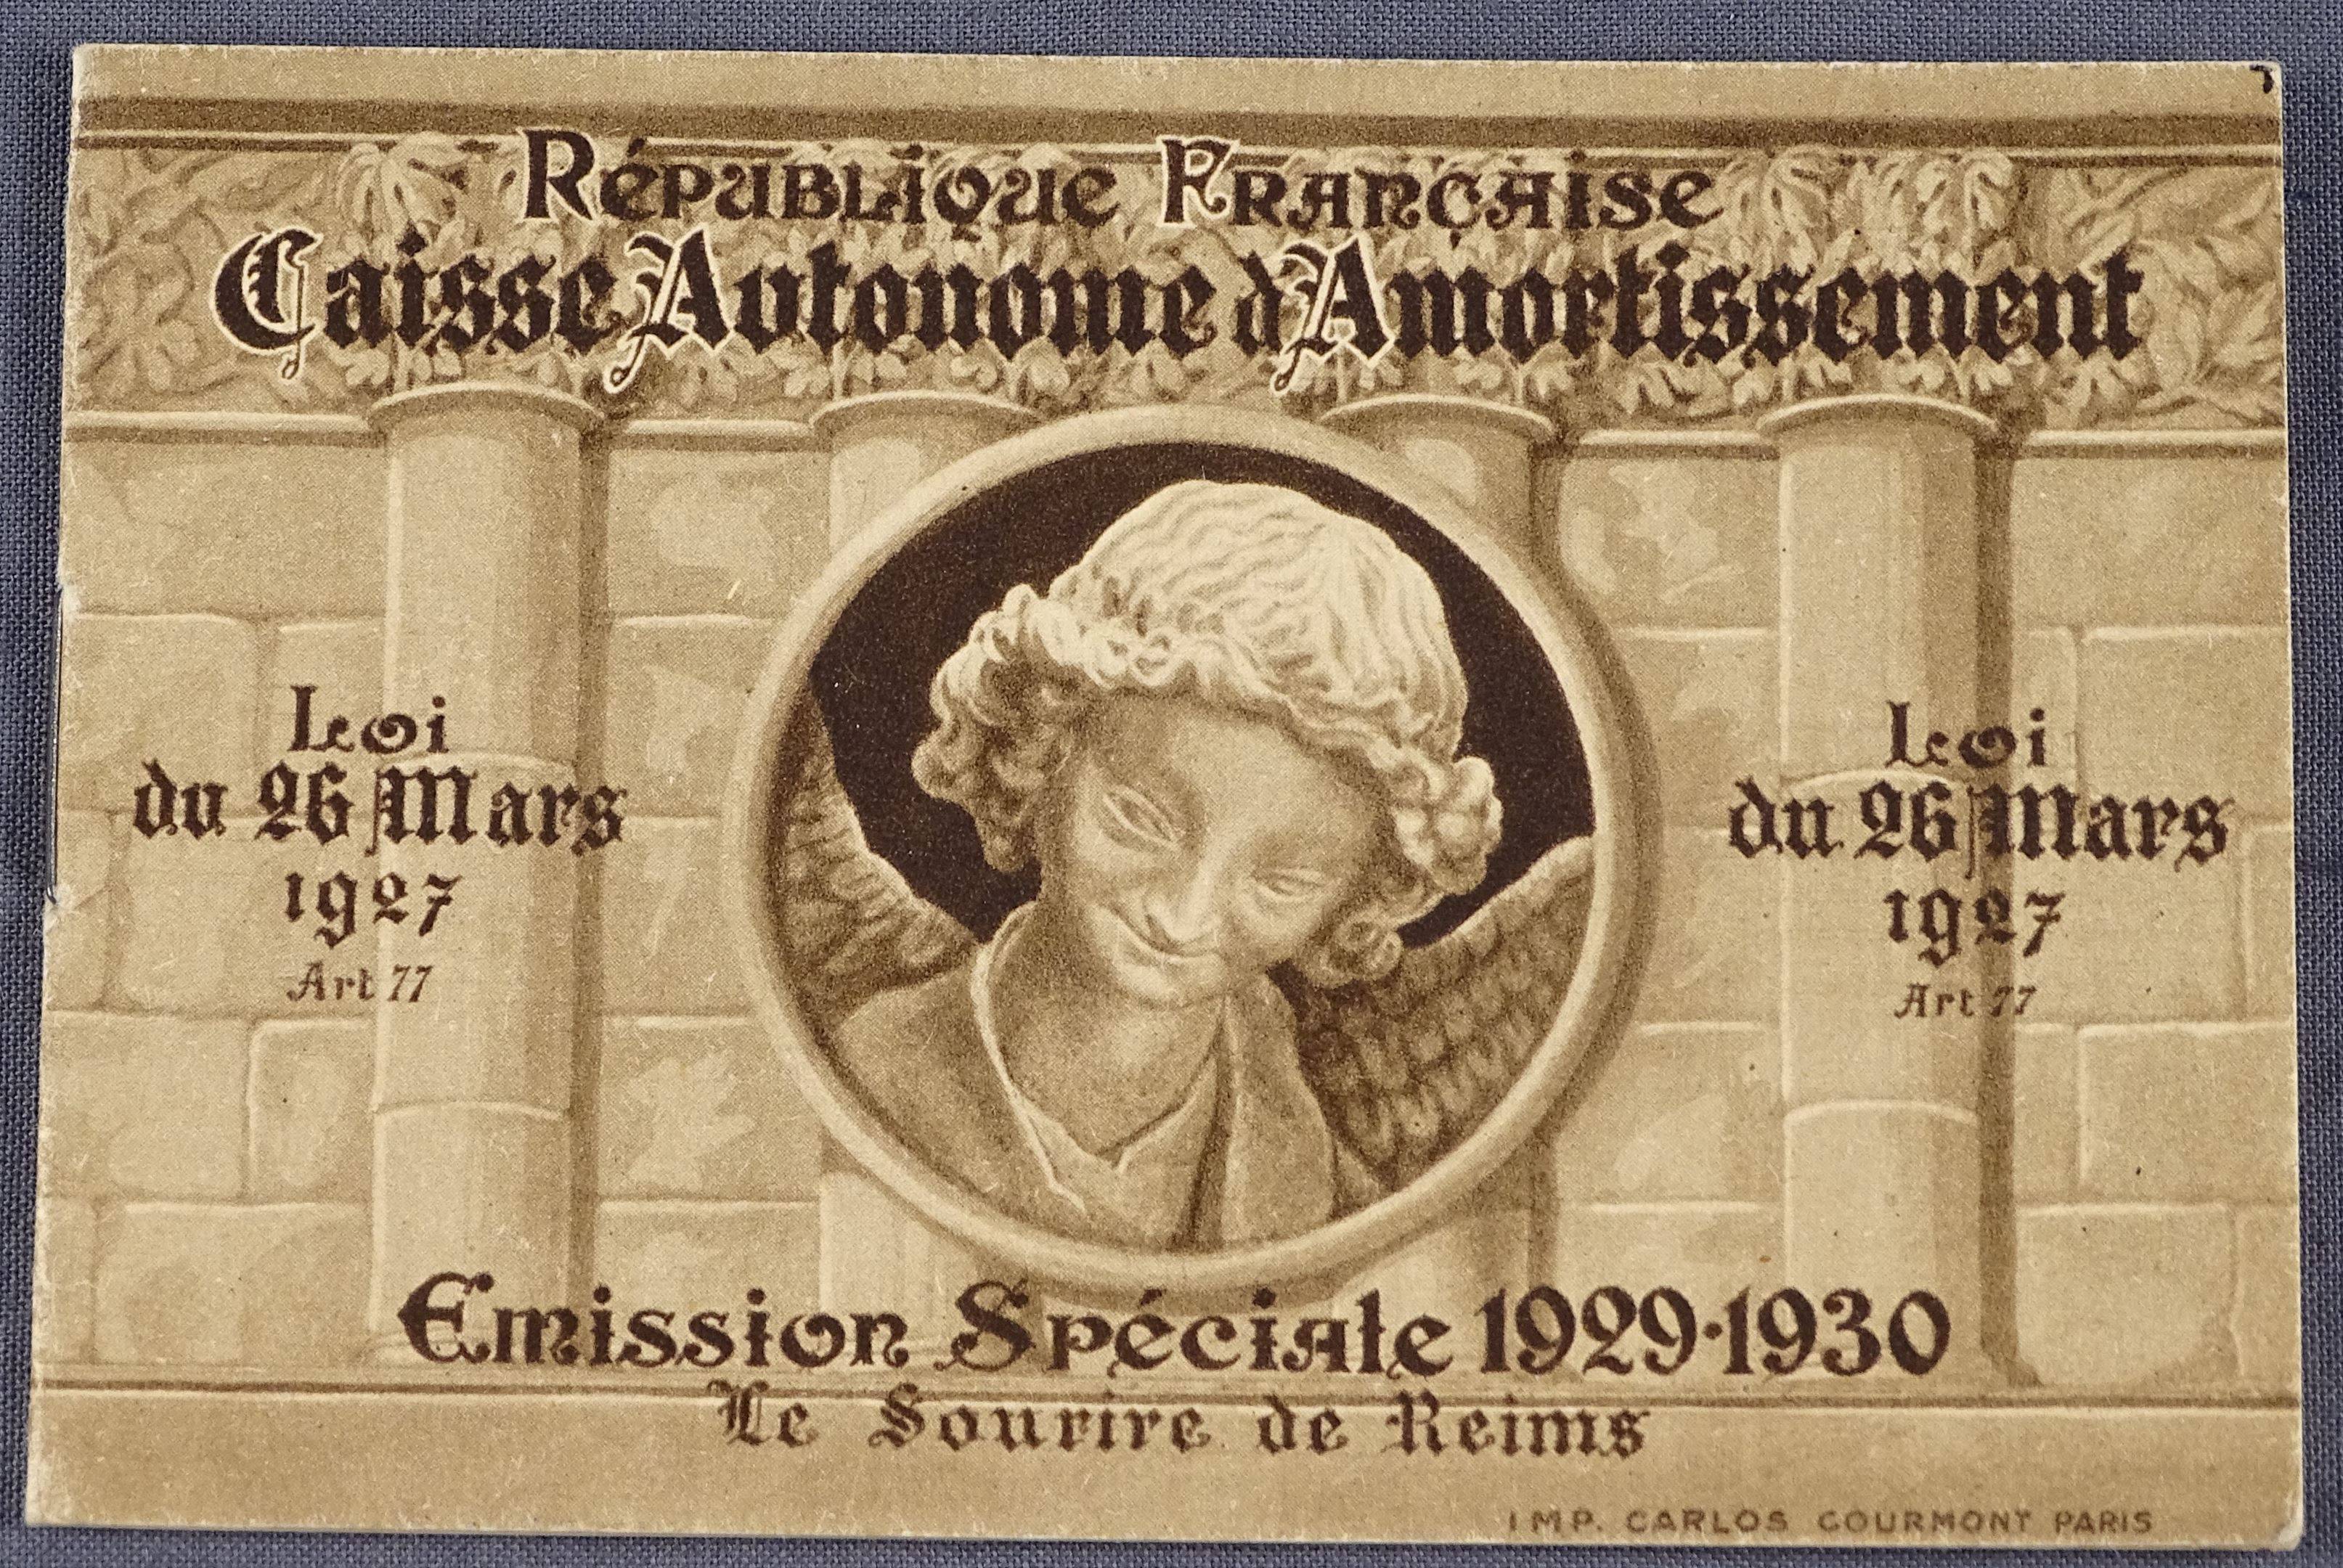 République Française
Caisse Autonome d'Amortissement
Loi
du 26 Mars
1927
Art 77
Loi
du 26 Mars
1927
Art 77
Emission Spéciale 1929·1930
Le Sourire de Reims
IMP. CARLOS COURMONT PARIS